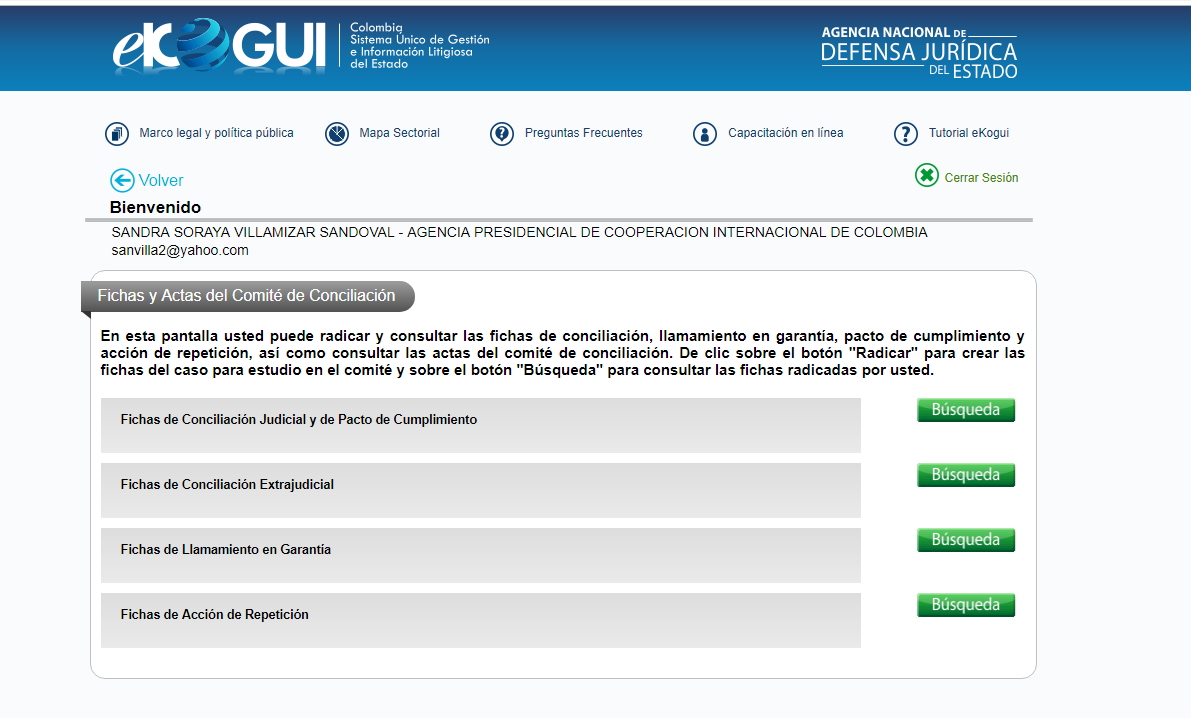 eKOGUI
Colombia
Sistema Único de Gestión
e Información Litigiosa
del Estado
AGENCIA NACIONAL DE
DEFENSA JURÍDICA
DEL ESTADO
Marco legal y política pública
Mapa Sectorial
Preguntas Frecuentes
Capacitación en línea
Tutorial eKogui
Volver
Cerrar Sesión
Bienvenido
SANDRA SORAYA VILLAMIZAR SANDOVAL - AGENCIA PRESIDENCIAL DE COOPERACION INTERNACIONAL DE COLOMBIA
sanvilla2@yahoo.com
Fichas y Actas del Comité de Conciliación
En esta pantalla usted puede radicar y consultar las fichas de conciliación, llamamiento en garantía, pacto de cumplimiento y
acción de repetición, así como consultar las actas del comité de conciliación. De clic sobre el botón "Radicar" para crear las
fichas del caso para estudio en el comité y sobre el botón "Búsqueda" para consultar las fichas radicadas por usted.
Fichas de Conciliación Judicial y de Pacto de Cumplimiento
Búsqueda
Fichas de Conciliación Extrajudicial
Búsqueda
Fichas de Llamamiento en Garantía
Búsqueda
Fichas de Acción de Repetición
Búsqueda